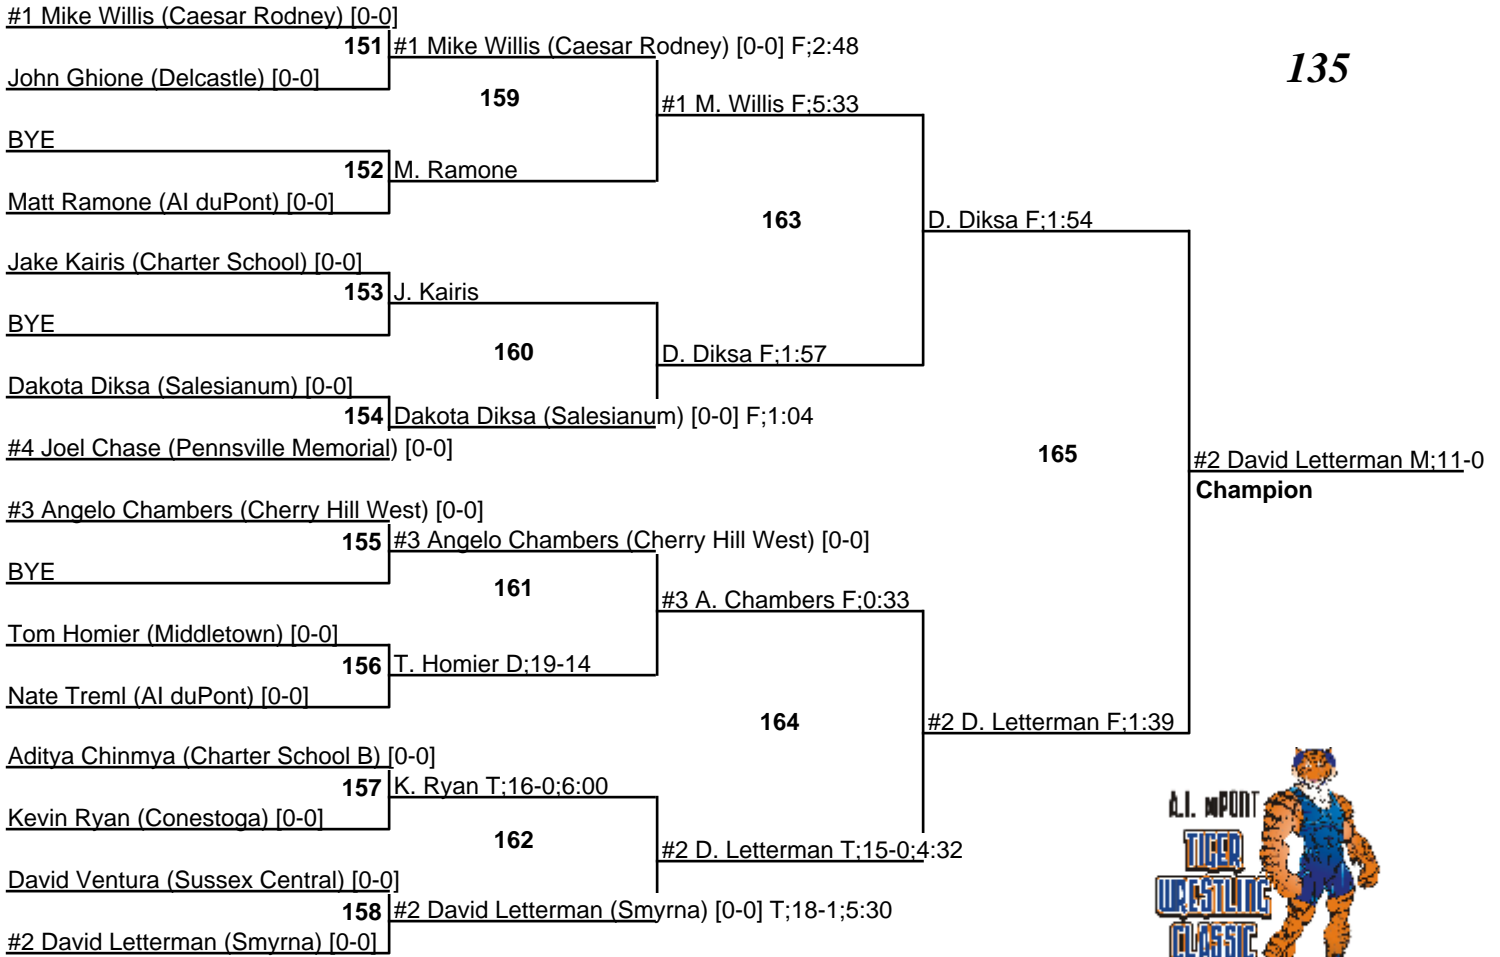 #1 Mike Willis (Caesar Rodney) [0-0]
151 #1 Mike Willis (Caesar Rodney) [0-0] F;2:48
135
John Ghione (Delcastle) [0-0]
159
#1 M. Willis F;5:33
BYE
152 M. Ramone
Matt Ramone (AI duPont) [0-0]
163
D. Diksa F;1:54
Jake Kairis (Charter School) [0-0]
153 J. Kairis
BYE
160
D. Diksa F;1:57
Dakota Diksa (Salesianum) [0-0]
154 Dakota Diksa (Salesianum) [0-0] F;1:04
#4 Joel Chase (Pennsville Memorial) [0-0]
165
#2 David Letterman M;11-0
Champion
#3 Angelo Chambers (Cherry Hill West) [0-0]
155 #3 Angelo Chambers (Cherry Hill West) [0-0]
BYE
161
#3 A. Chambers F;0:33
Tom Homier (Middletown) [0-0]
156 T. Homier D;19-14
Nate Treml (AI duPont) [0-0]
164
#2 D. Letterman F;1:39
Aditya Chinmya (Charter School B) [0-0]
157 K. Ryan T;16-0;6:00
Kevin Ryan (Conestoga) [0-0]
162
#2 D. Letterman T;15-0;4:32
David Ventura (Sussex Central) [0-0]
158 #2 David Letterman (Smyrna) [0-0] T;18-1;5:30
#2 David Letterman (Smyrna) [0-0]
A.I. duPONT
TIGER
WRESTLING
CLASSIC